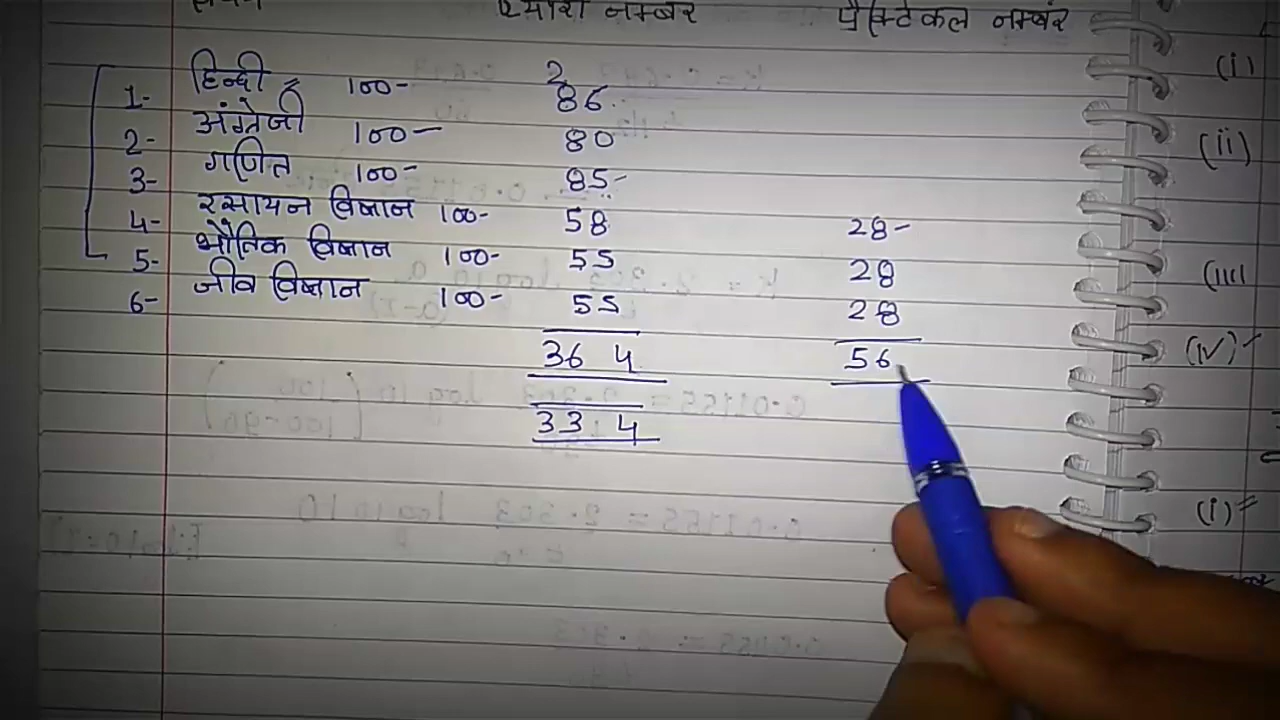 नम्बर प्रैक्टिकल नम्बर
1- हिन्दी = 100- 86
2
2- अंग्रेजी 100- 80
3- गणित 100- 85-
4- रसायन विज्ञान 100- 58 28-
5- भौतिक विज्ञान 100- 55 28
6- जीव विज्ञान 100- 55 28
364 56
334
(i)
(ii)
(iii
(iv)
(i) =